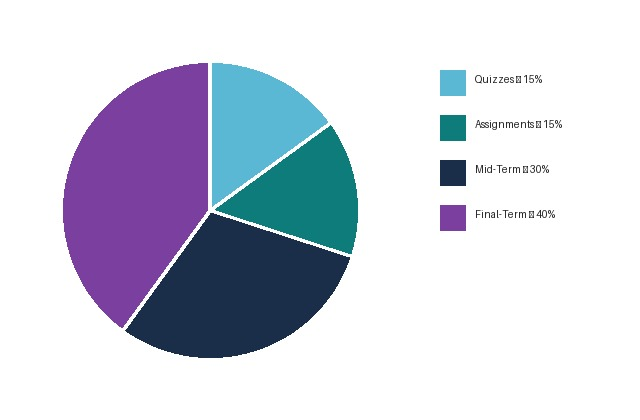 Quizzes 15%
Assignments 15%
Mid-Term 30%
Final-Term 40%